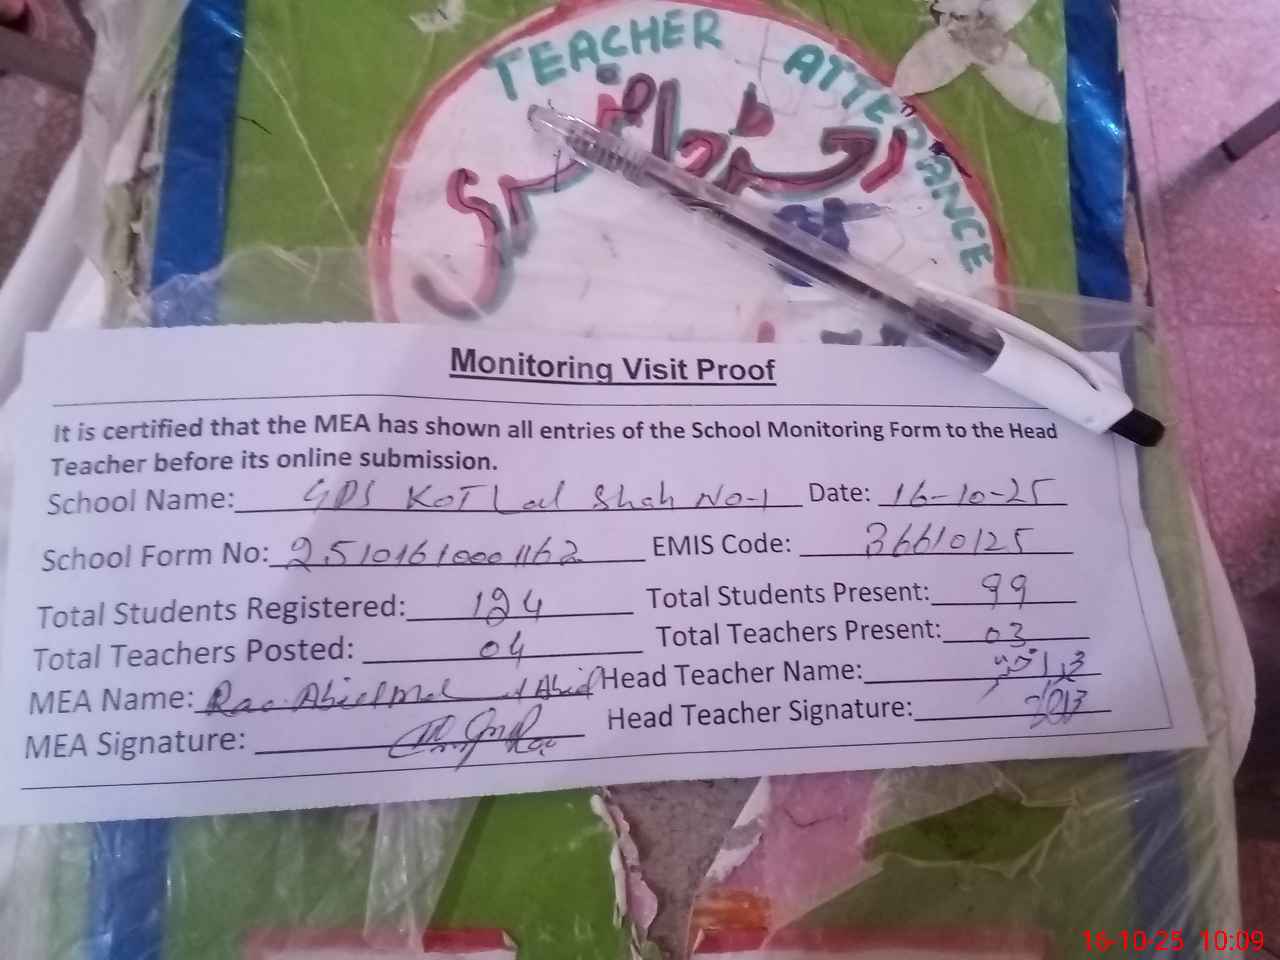 TEACHER ATTENDANCE
Monitoring Visit Proof
It is certified that the MEA has shown all entries of the School Monitoring Form to the Head
Teacher before its online submission.
School Name: GPS KOT Lal Shah No-1 Date: 16-10-25
School Form No: 25101610001162 EMIS Code: 36610125
Total Students Registered: 124 Total Students Present: 99
Total Teachers Posted: 04 Total Teachers Present: 03
MEA Name: Rao Abid Head Teacher Name:
MEA Signature: Head Teacher Signature:
16-10-25 10:09